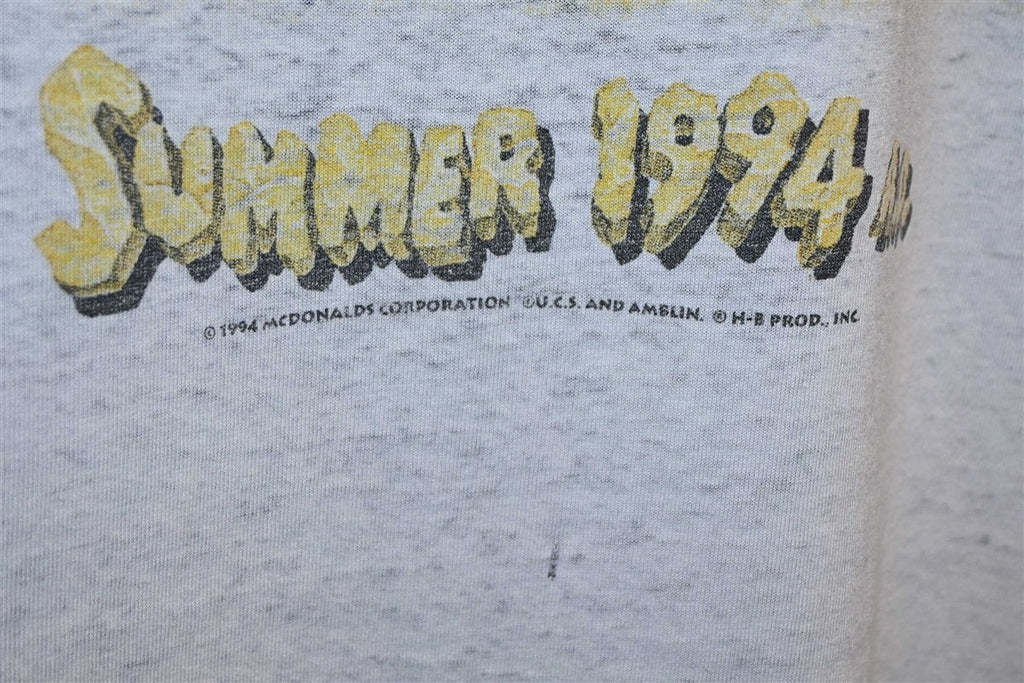 SUMMER 1994
©1994 MCDONALDS CORPORATION ©U.C.S. AND AMBLIN. © H-B PROD., INC